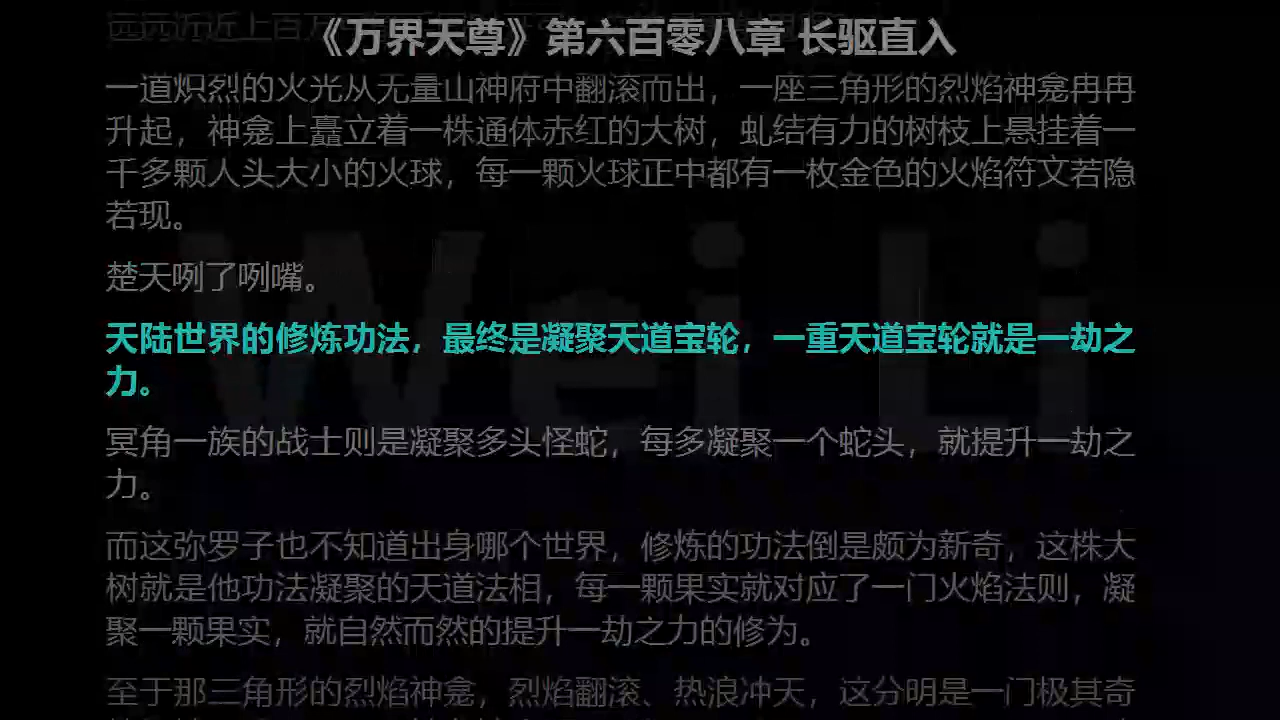 《万界天尊》第六百零八章 长驱直入
一道炽烈的火光从无量山神府中翻滚而出，一座三角形的烈焰神龛冉冉
升起，神龛上矗立着一株通体赤红的大树，虬结有力的树枝上悬挂着一
千多颗人头大小的火球，每一颗火球正中都有一枚金色的火焰符文若隐
若现。
楚天咧了咧嘴。
天陆世界的修炼功法，最终是凝聚天道宝轮，一重天道宝轮就是一劫之
力。
冥角一族的战士则是凝聚多头怪蛇，每多凝聚一个蛇头，就提升一劫之
力。
而这弥罗子也不知道出身哪个世界，修炼的功法倒是颇为新奇，这株大
树就是他功法凝聚的天道法相，每一颗果实就对应了一门火焰法则，凝
聚一颗果实，就自然而然的提升一劫之力的修为。
至于那三角形的烈焰神龛，烈焰翻滚、热浪冲天，这分明是一门极其奇
Wei Li